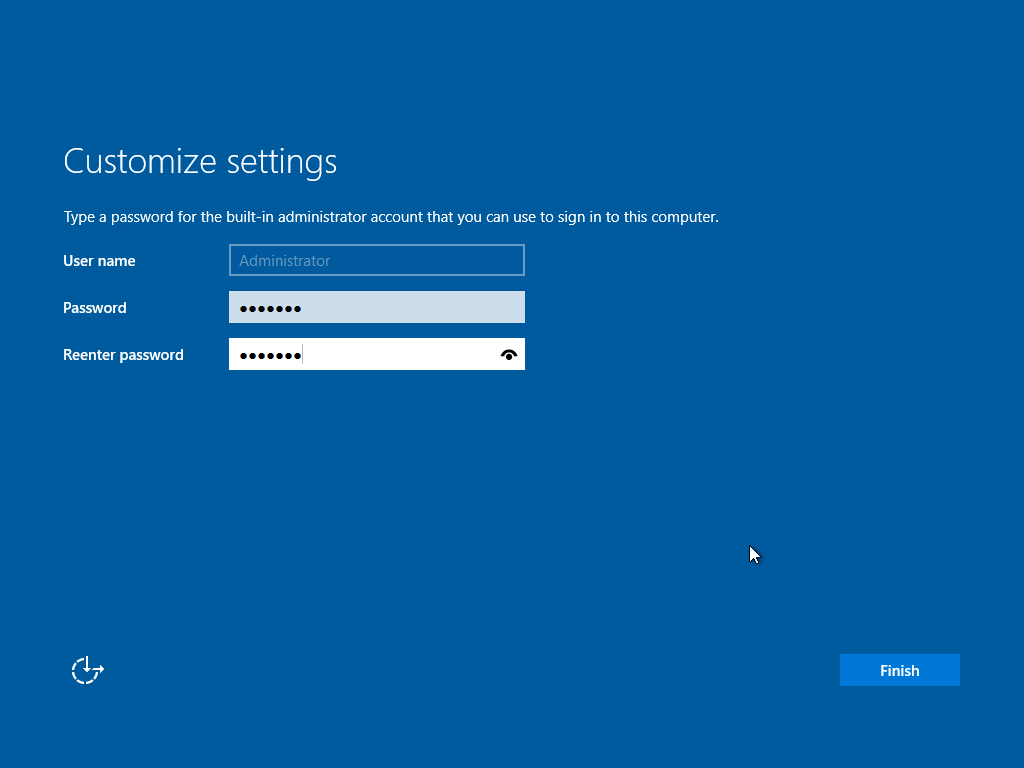 Customize settings
Type a password for the built-in administrator account that you can use to sign in to this computer.
User name Administrator
Password •••••••
Reenter password •••••••
Finish